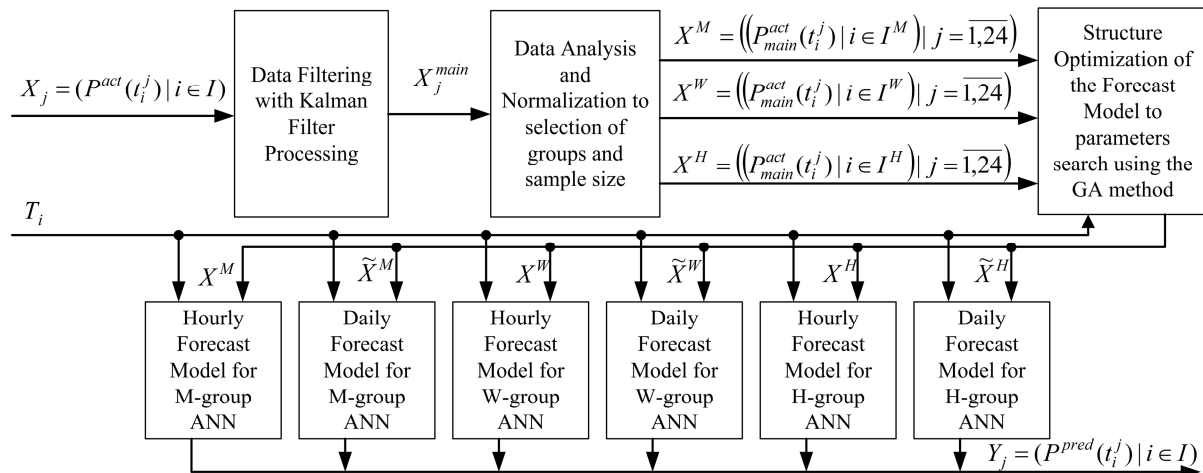 X_j = (P^{act}(t_i^j) | i ∈ I)
Data Filtering
with Kalman
Filter
Processing
X_j^{main}
Data Analysis
and
Normalization to
selection of
groups and
sample size
X^M = ((P_{main}^{act}(t_i^j) | i ∈ I^M) | j = \overline{1,24})
X^W = ((P_{main}^{act}(t_i^j) | i ∈ I^W) | j = \overline{1,24})
X^H = ((P_{main}^{act}(t_i^j) | i ∈ I^H) | j = \overline{1,24})
Structure
Optimization of
the Forecast
Model to
parameters
search using the
GA method
T_i
X^M
X̃^M
X^W
X̃^W
X^H
X̃^H
Hourly
Forecast
Model for
M-group
ANN
Daily
Forecast
Model for
M-group
ANN
Hourly
Forecast
Model for
W-group
ANN
Daily
Forecast
Model for
W-group
ANN
Hourly
Forecast
Model for
H-group
ANN
Daily
Forecast
Model for
H-group
ANN
Y_j = (P^{pred}(t_i^j) | i ∈ I)